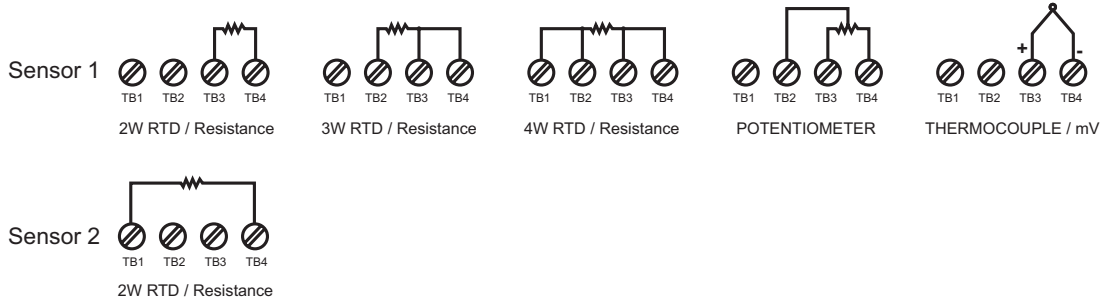 + -
Sensor 1
TB1 TB2 TB3 TB4 TB1 TB2 TB3 TB4 TB1 TB2 TB3 TB4 TB1 TB2 TB3 TB4 TB1 TB2 TB3 TB4
2W RTD / Resistance 3W RTD / Resistance 4W RTD / Resistance POTENTIOMETER THERMOCOUPLE / mV
Sensor 2
TB1 TB2 TB3 TB4
2W RTD / Resistance